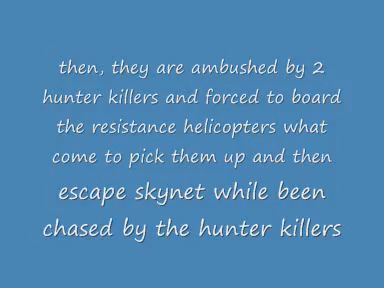 then, they are ambushed by 2
hunter killers and forced to board
the resistance helicopters what
come to pick them up and then
escape skynet while been
chased by the hunter killers